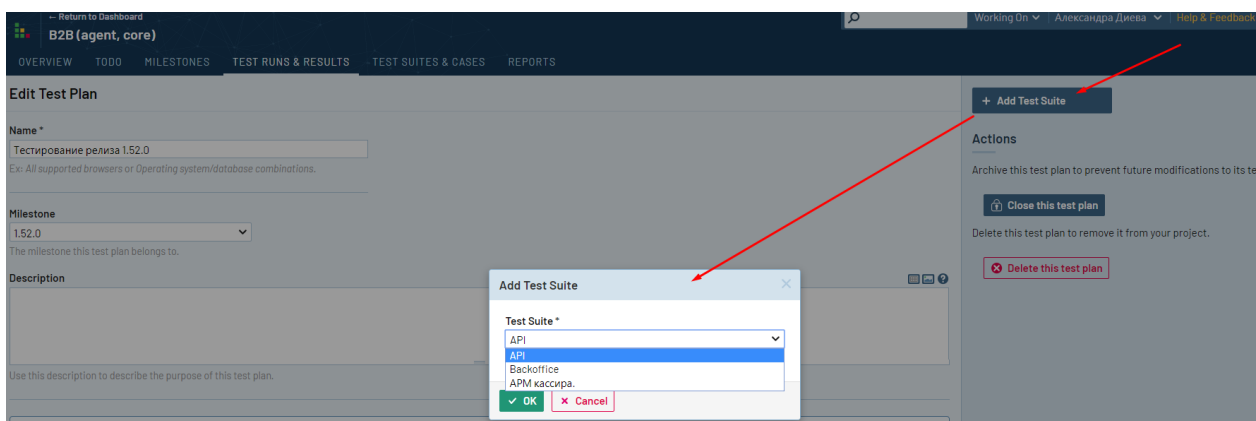 ← Return to Dashboard
B2B (agent, core)
Working On | Александра Диева | Help & Feedback
OVERVIEW TODO MILESTONES TEST RUNS & RESULTS TEST SUITES & CASES REPORTS
Edit Test Plan
Name *
Тестирование релиза 1.52.0
Ex: All supported browsers or Operating system/database combinations.
Milestone
1.52.0
The milestone this test plan belongs to.
Description
Use this description to describe the purpose of this test plan.
Add Test Suite
Test Suite *
API
API
Backoffice
АРМ кассира.
OK Cancel
+ Add Test Suite
Actions
Archive this test plan to prevent future modifications to its te
Close this test plan
Delete this test plan to remove it from your project.
Delete this test plan